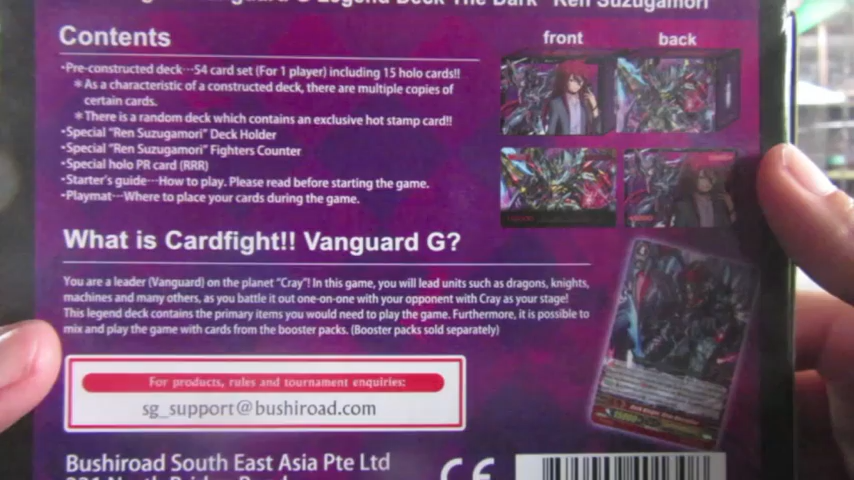 Vanguard G Legend Deck The Dark "Ren Suzugamori"
Contents
front
back
•Pre-constructed deck…54 card set (For 1 player) including 15 holo cards!!
*As a characteristic of a constructed deck, there are multiple copies of
certain cards.
*There is a random deck which contains an exclusive hot stamp card!!
•Special "Ren Suzugamori" Deck Holder
•Special "Ren Suzugamori" Fighters Counter
•Special holo PR card (RRR)
•Starter's guide…How to play. Please read before starting the game.
•Playmat…Where to place your cards during the game.
What is Cardfight!! Vanguard G?
You are a leader (Vanguard) on the planet "Cray"! In this game, you will lead units such as dragons, knights,
machines and many others, as you battle it out one-on-one with your opponent with Cray as your stage!
This legend deck contains the primary items you would need to play the game. Furthermore, it is possible to
mix and play the game with cards from the booster packs. (Booster packs sold separately)
For products, rules and tournament enquiries:
sg_support@bushiroad.com
Bushiroad South East Asia Pte Ltd
CE